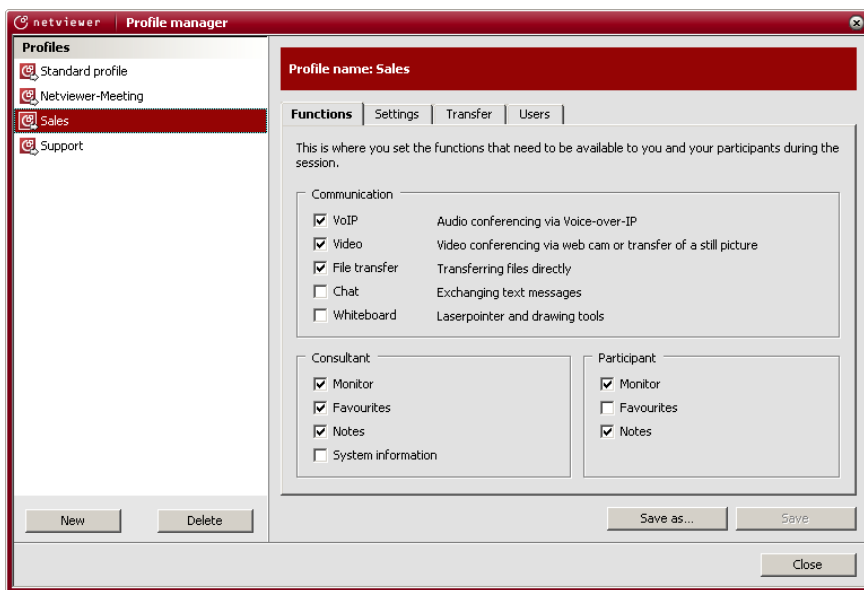 netviewer Profile manager
Profiles
Standard profile
Netviewer-Meeting
Sales
Support
New Delete
Profile name: Sales
Functions Settings Transfer Users
This is where you set the functions that need to be available to you and your participants during the
session.
Communication
VoIP Audio conferencing via Voice-over-IP
Video Video conferencing via web cam or transfer of a still picture
File transfer Transferring files directly
Chat Exchanging text messages
Whiteboard Laserpointer and drawing tools
Consultant
Monitor
Favourites
Notes
System information
Participant
Monitor
Favourites
Notes
Save as... Save
Close